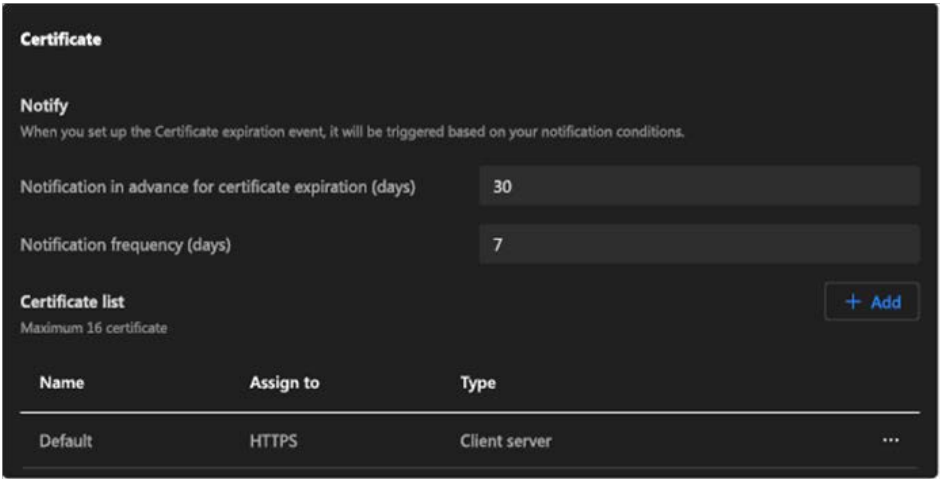 Certificate
Notify
When you set up the Certificate expiration event, it will be triggered based on your notification conditions.
Notification in advance for certificate expiration (days) 30
Notification frequency (days) 7
Certificate list + Add
Maximum 16 certificate
Name Assign to Type
Default HTTPS Client server ...